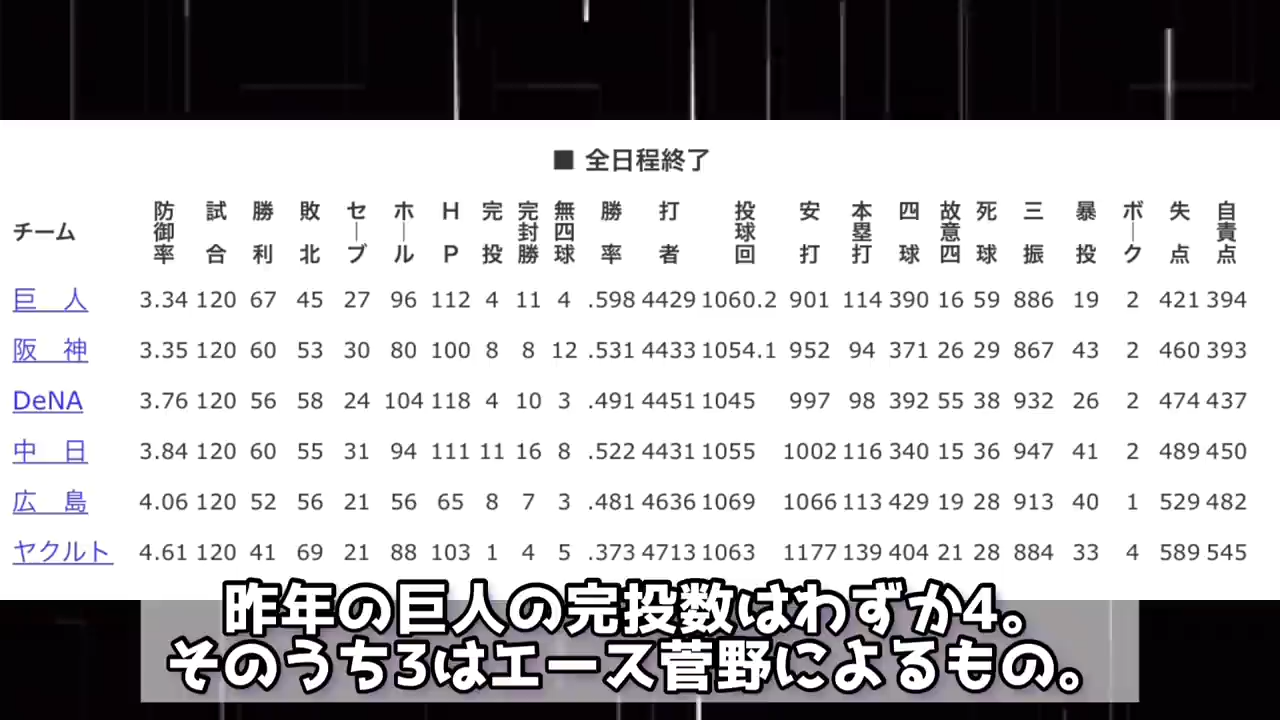 ■ 全日程終了
チーム 防御率 試合 勝利 敗北 セーブ ホールド HP 完投 完封勝 無四球 勝率 打者 投球回 安打 本塁打 四球 故意四 死球 三振 暴投 ボーク 失点 自責点
巨 人 3.34 120 67 45 27 96 112 4 11 4 .598 4429 1060.2 901 114 390 16 59 886 19 2 421 394
阪 神 3.35 120 60 53 30 80 100 8 8 12 .531 4433 1054.1 952 94 371 26 29 867 43 2 460 393
DeNA 3.76 120 56 58 24 104 118 4 10 3 .491 4451 1045 997 98 392 55 38 932 26 2 474 437
中 日 3.84 120 60 55 31 94 111 11 16 8 .522 4431 1055 1002 116 340 15 36 947 41 2 489 450
広 島 4.06 120 52 56 21 56 65 8 7 3 .481 4636 1069 1066 113 429 19 28 913 40 1 529 482
ヤクルト 4.61 120 41 69 21 88 103 1 4 5 .373 4713 1063 1177 139 404 21 28 884 33 4 589 545
昨年の巨人の完投数はわずか4。
そのうち3はエース菅野によるもの。